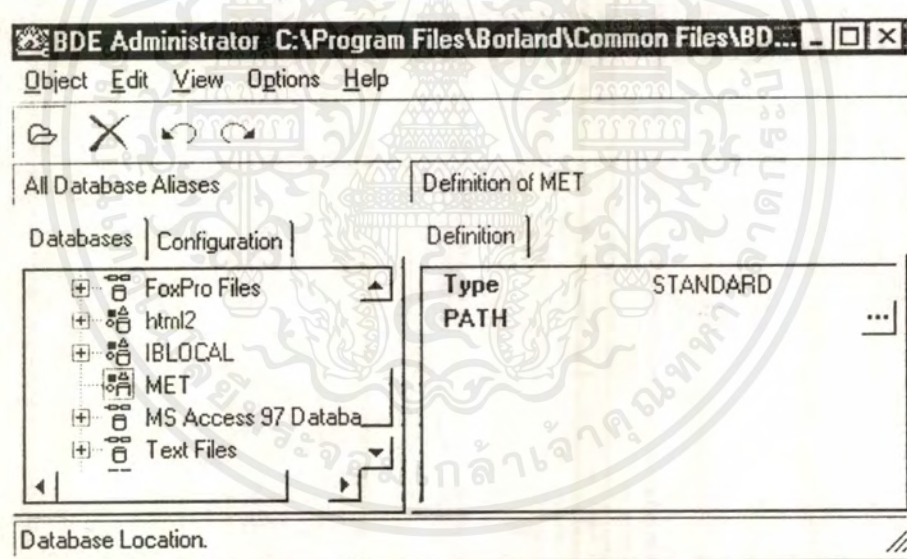 BDE Administrator C:\Program Files\Borland\Common Files\BD...
Object Edit View Options Help
All Database Aliases
Definition of MET
Databases Configuration
Definition
FoxPro Files
html2
IBLOCAL
MET
MS Access 97 Databa
Text Files
Type STANDARD
PATH ...
Database Location.